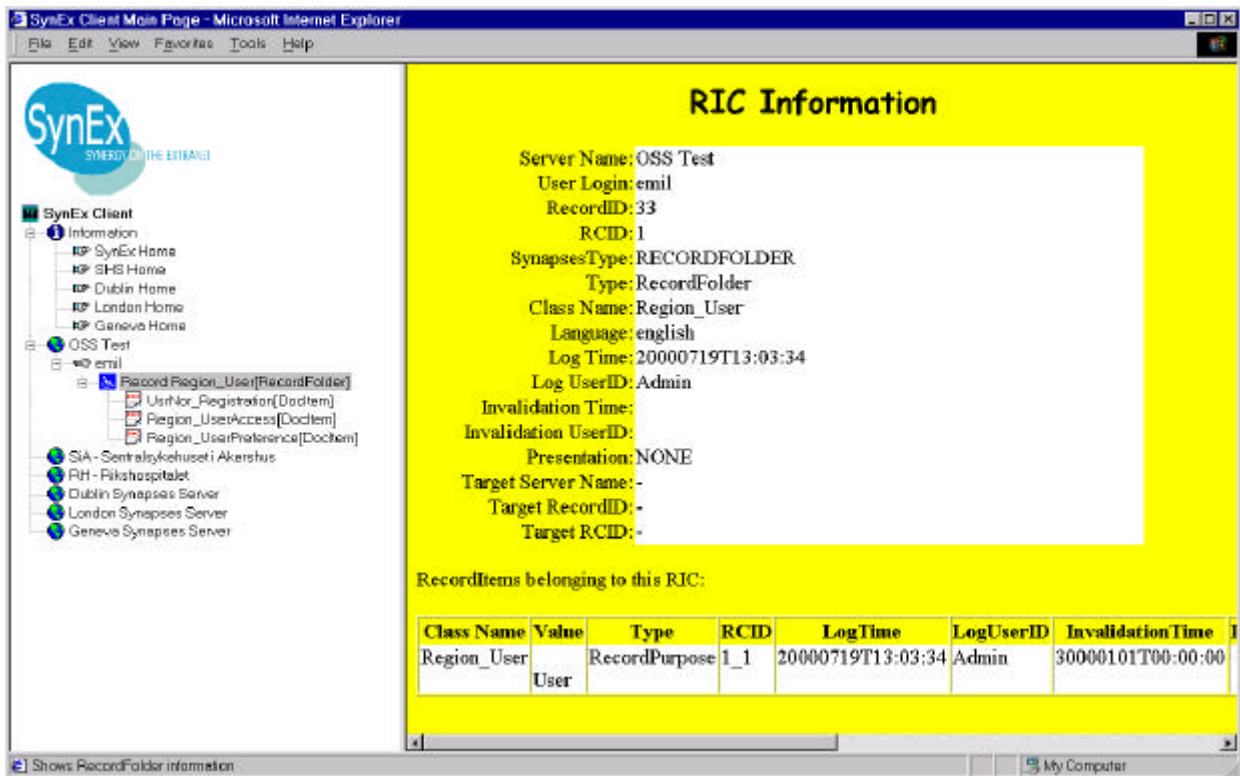 SynEx Client Main Page - Microsoft Internet Explorer
File Edit View Favorites Tools Help
SynEx
SYNERGY ON THE EXTRANET
SynEx Client
Information
SynEx Home
SHS Home
Dublin Home
London Home
Geneva Home
OSS Test
emil
Record Region_User[RecordFolder]
UsrNor_Registration[DocItem]
Region_UserAccess[DocItem]
Region_UserPreference[DocItem]
SiA - Sentralsykehuset i Akershus
RH - Rikshospitalet
Dublin Synapses Server
London Synapses Server
Geneva Synapses Server
RIC Information
Server Name: OSS Test
User Login: emil
RecordID: 33
RCID: 1
SynapsesType: RECORDFOLDER
Type: RecordFolder
Class Name: Region_User
Language: english
Log Time: 20000719T13:03:34
Log UserID: Admin
Invalidation Time:
Invalidation UserID:
Presentation: NONE
Target Server Name: -
Target RecordID: -
Target RCID: -
RecordItems belonging to this RIC:
Class Name Value Type RCID LogTime LogUserID InvalidationTime
Region_User User RecordPurpose 1_1 20000719T13:03:34 Admin 30000101T00:00:00
Shows RecordFolder information
My Computer